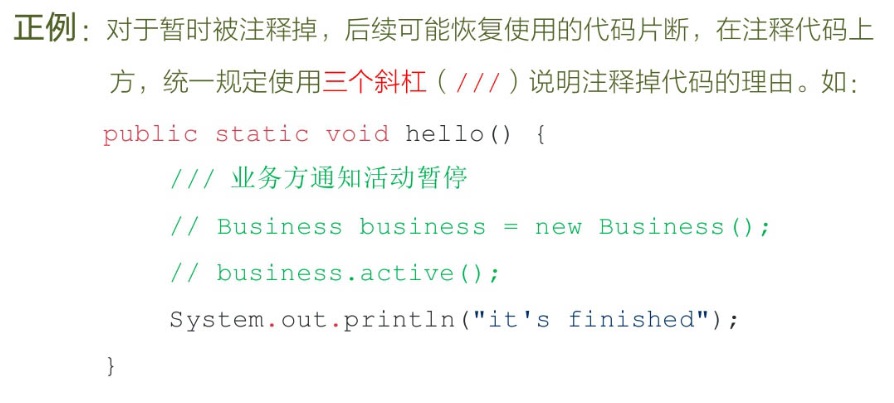 正例：对于暂时被注释掉，后续可能恢复使用的代码片断，在注释代码上
方，统一规定使用三个斜杠（///）说明注释掉代码的理由。如：
public static void hello() {
/// 业务方通知活动暂停
// Business business = new Business();
// business.active();
System.out.println("it's finished");
}